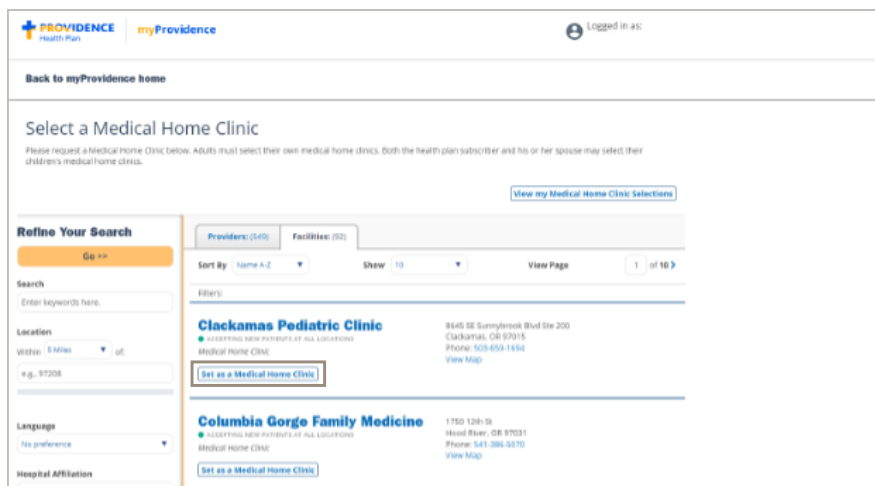 PROVIDENCE
Health Plan
myProvidence
Logged in as:
Back to myProvidence home
Select a Medical Home Clinic
Please request a Medical Home Clinic below. Adults must select their own medical home clinics. Both the health plan subscriber and his or her spouse may select their
children's medical home clinics.
View my Medical Home Clinic Selections
Refine Your Search
Go >>
Search
Enter keywords here.
Location
Within 5 Miles of:
e.g., 97208
Language
No preference
Hospital Affiliation
Providers: (540) Facilities: (92)
Sort By Name A-Z Show 10 View Page 1 of 10
Filters:
Clackamas Pediatric Clinic
ACCEPTING NEW PATIENTS AT ALL LOCATIONS
Medical Home Clinic
Set as a Medical Home Clinic
8645 SE Sunnybrook Blvd Ste 200
Clackamas, OR 97015
Phone: 503-659-1694
View Map
Columbia Gorge Family Medicine
ACCEPTING NEW PATIENTS AT ALL LOCATIONS
Medical Home Clinic
Set as a Medical Home Clinic
1750 12th St
Hood River, OR 97031
Phone: 541-386-5070
View Map